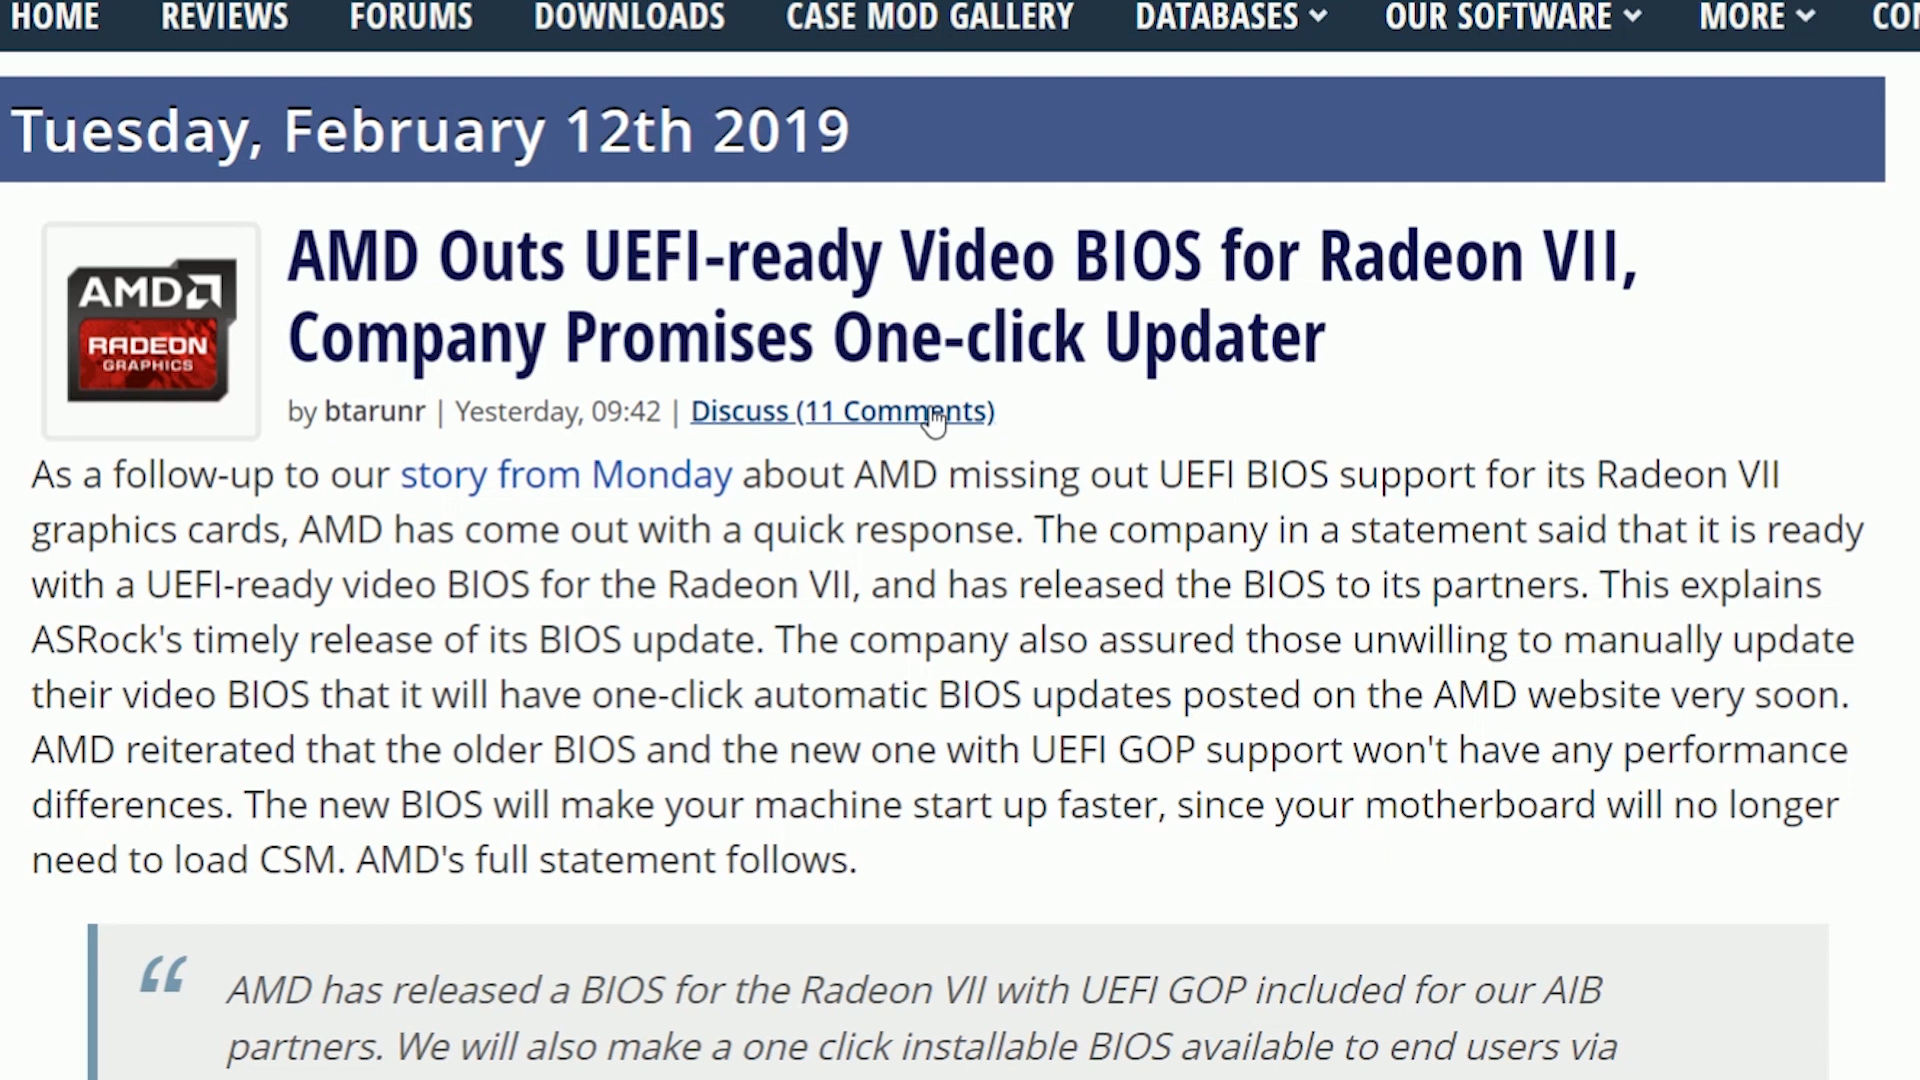 HOME REVIEWS FORUMS DOWNLOADS CASE MOD GALLERY DATABASES OUR SOFTWARE MORE
Tuesday, February 12th 2019
AMD
RADEON
GRAPHICS
AMD Outs UEFI-ready Video BIOS for Radeon VII,
Company Promises One-click Updater
by btarunr | Yesterday, 09:42 | Discuss (11 Comments)
As a follow-up to our story from Monday about AMD missing out UEFI BIOS support for its Radeon VII
graphics cards, AMD has come out with a quick response. The company in a statement said that it is ready
with a UEFI-ready video BIOS for the Radeon VII, and has released the BIOS to its partners. This explains
ASRock's timely release of its BIOS update. The company also assured those unwilling to manually update
their video BIOS that it will have one-click automatic BIOS updates posted on the AMD website very soon.
AMD reiterated that the older BIOS and the new one with UEFI GOP support won't have any performance
differences. The new BIOS will make your machine start up faster, since your motherboard will no longer
need to load CSM. AMD's full statement follows.
“ AMD has released a BIOS for the Radeon VII with UEFI GOP included for our AIB
partners. We will also make a one click installable BIOS available to end users via